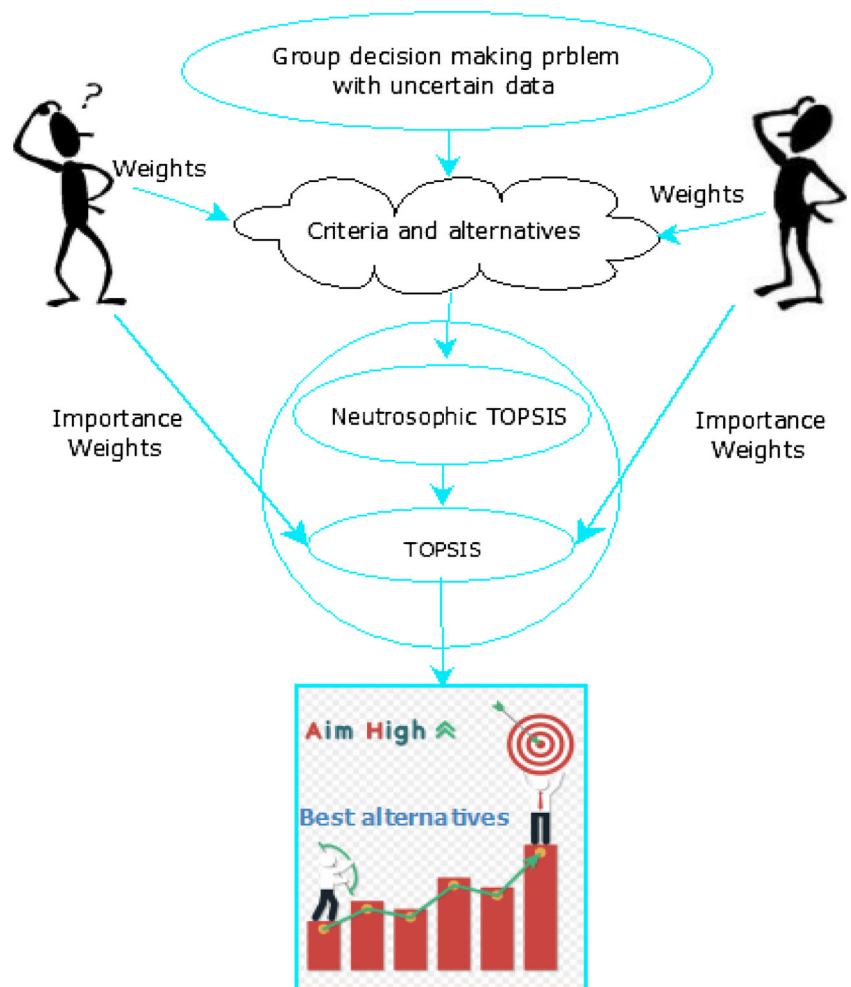 Group decision making prblem
with uncertain data
?
Weights
Weights
Criteria and alternatives
Neutrosophic TOPSIS
Importance
Weights
Importance
Weights
TOPSIS
Aim High
Best alternatives